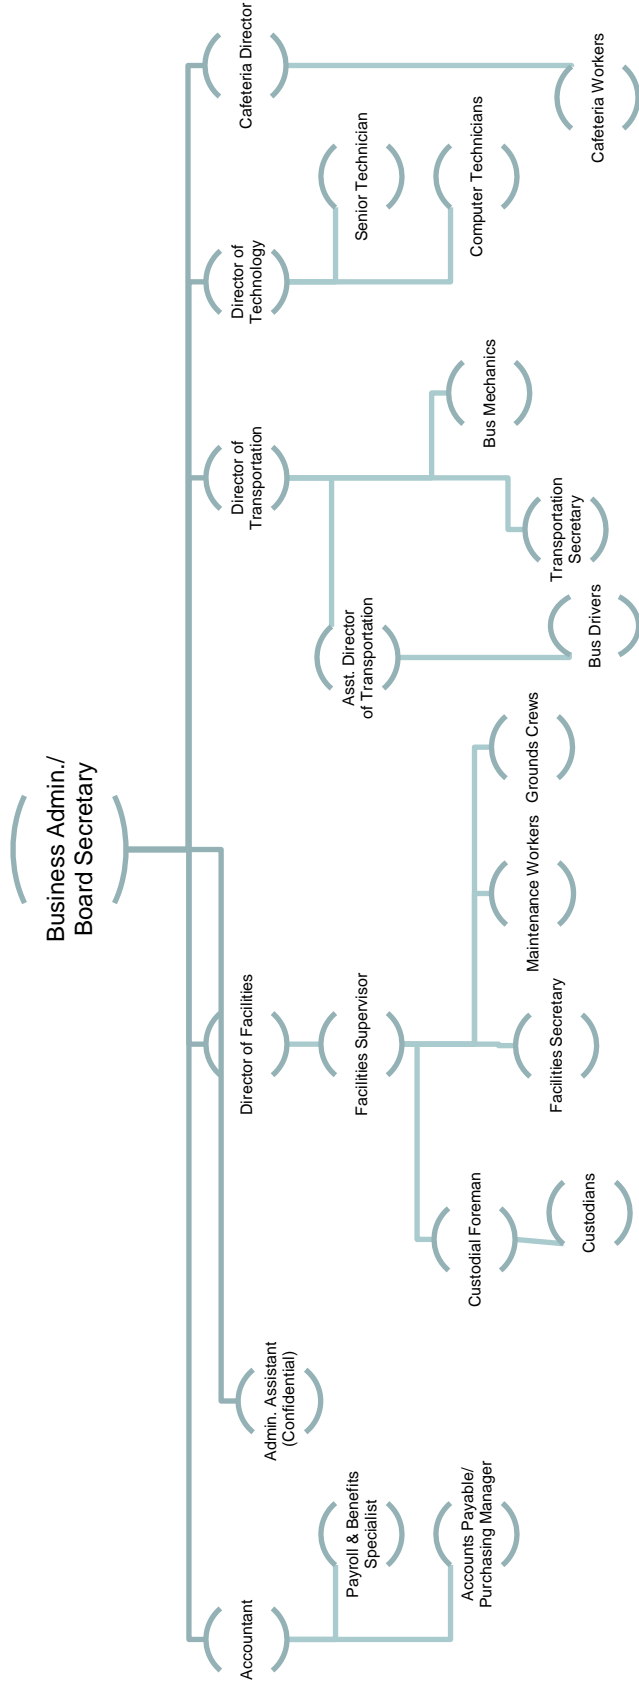 Business Admin./
Board Secretary
Accountant
Admin. Assistant
(Confidential)
Director of Facilities
Director of
Transportation
Director of
Technology
Cafeteria Director
Payroll & Benefits
Specialist
Facilities Supervisor
Asst. Director
of Transportation
Senior Technician
Accounts Payable/
Purchasing Manager
Custodial Foreman
Maintenance Workers
Grounds Crews
Bus Mechanics
Computer Technicians
Custodians
Facilities Secretary
Bus Drivers
Transportation
Secretary
Cafeteria Workers